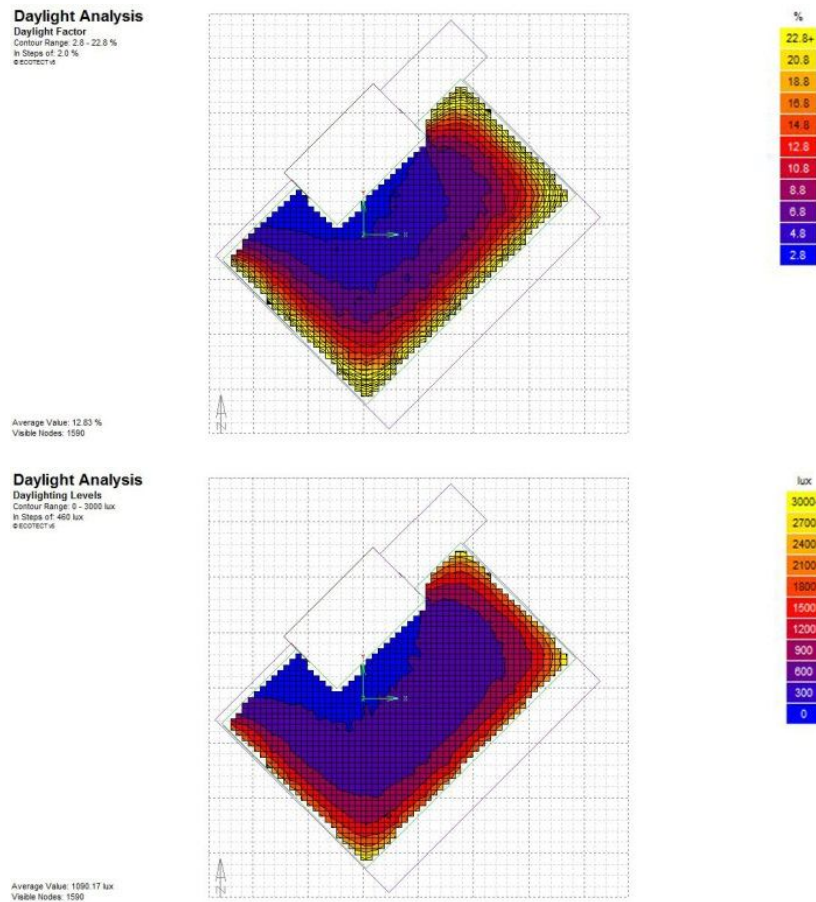 Daylight Analysis
Daylight Factor
Contour Range: 2.8 - 22.8 %
In Steps of: 2.0 %
© ECOTECT v5
%
22.8+
20.8
18.8
16.8
14.8
12.8
10.8
8.8
6.8
4.8
2.8
N
Average Value: 12.83 %
Visible Nodes: 1590
Daylight Analysis
Daylighting Levels
Contour Range: 0 - 3000 lux
In Steps of: 460 lux
© ECOTECT v5
lux
3000
2700
2400
2100
1800
1500
1200
900
600
300
0
N
Average Value: 1090.17 lux
Visible Nodes: 1590